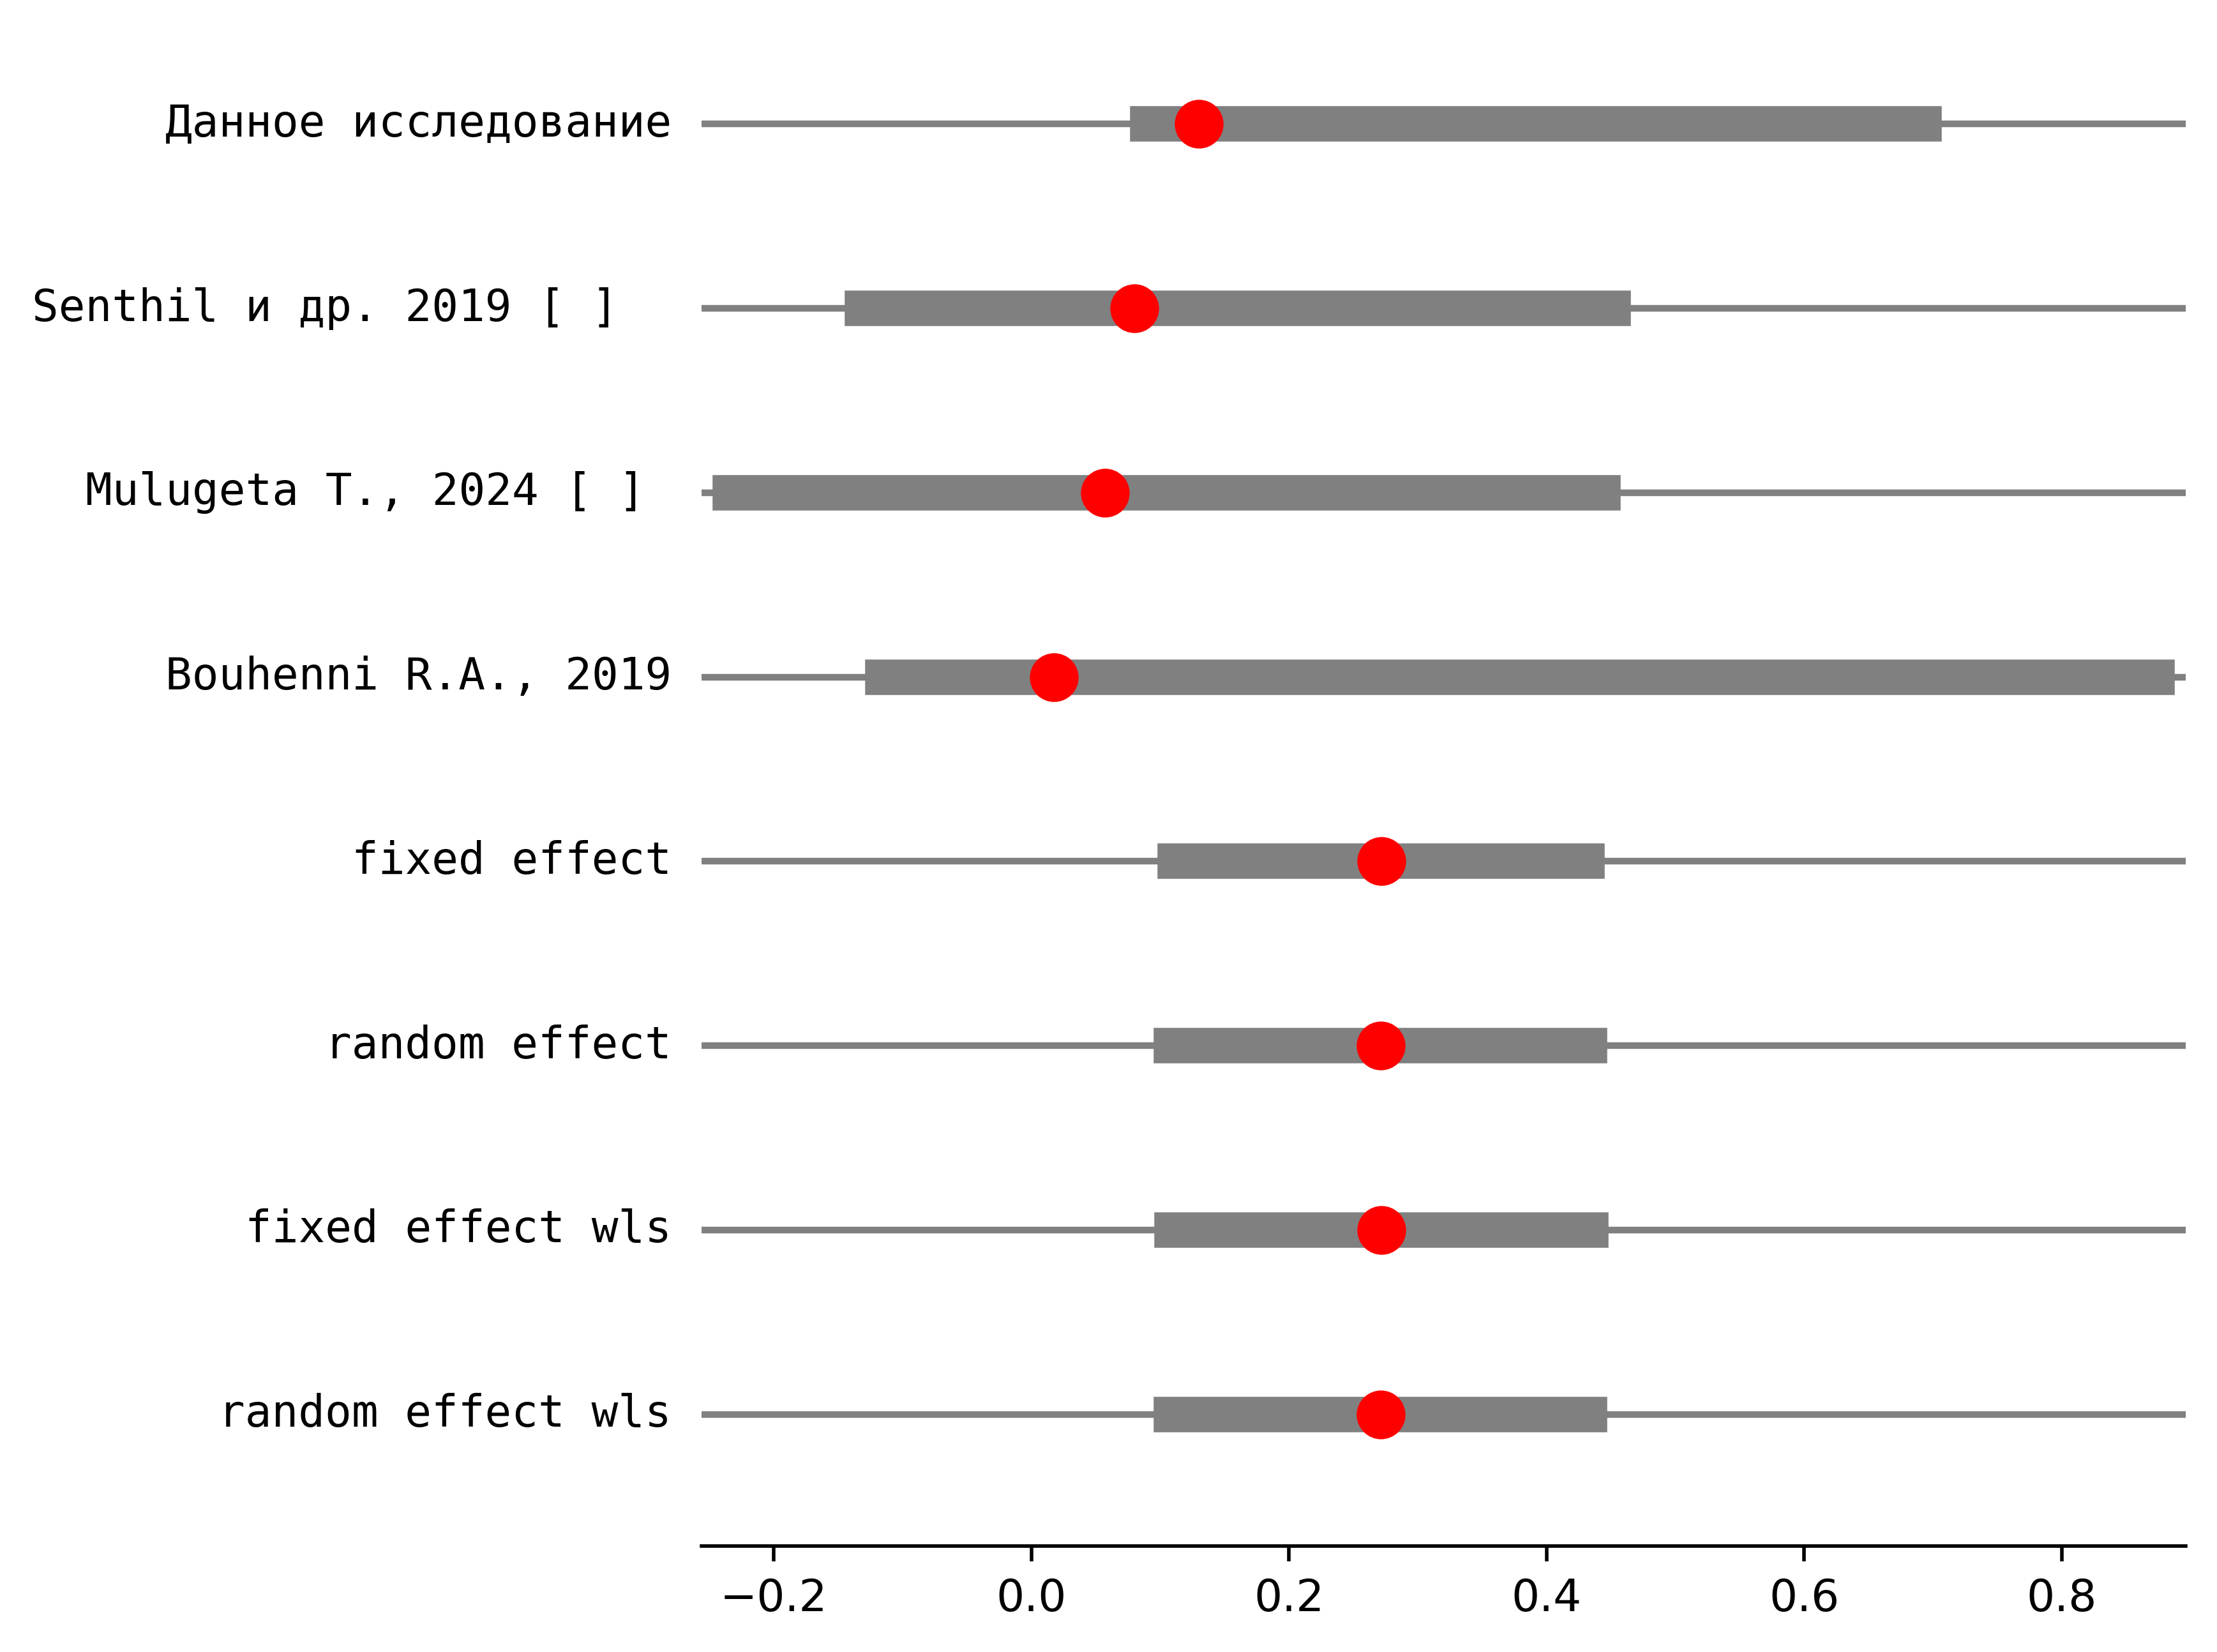 Данное исследование
Senthil и др. 2019 [ ]
Mulugeta T., 2024 [ ]
Bouhenni R.A., 2019
fixed effect
random effect
fixed effect wls
random effect wls
−0.2 0.0 0.2 0.4 0.6 0.8